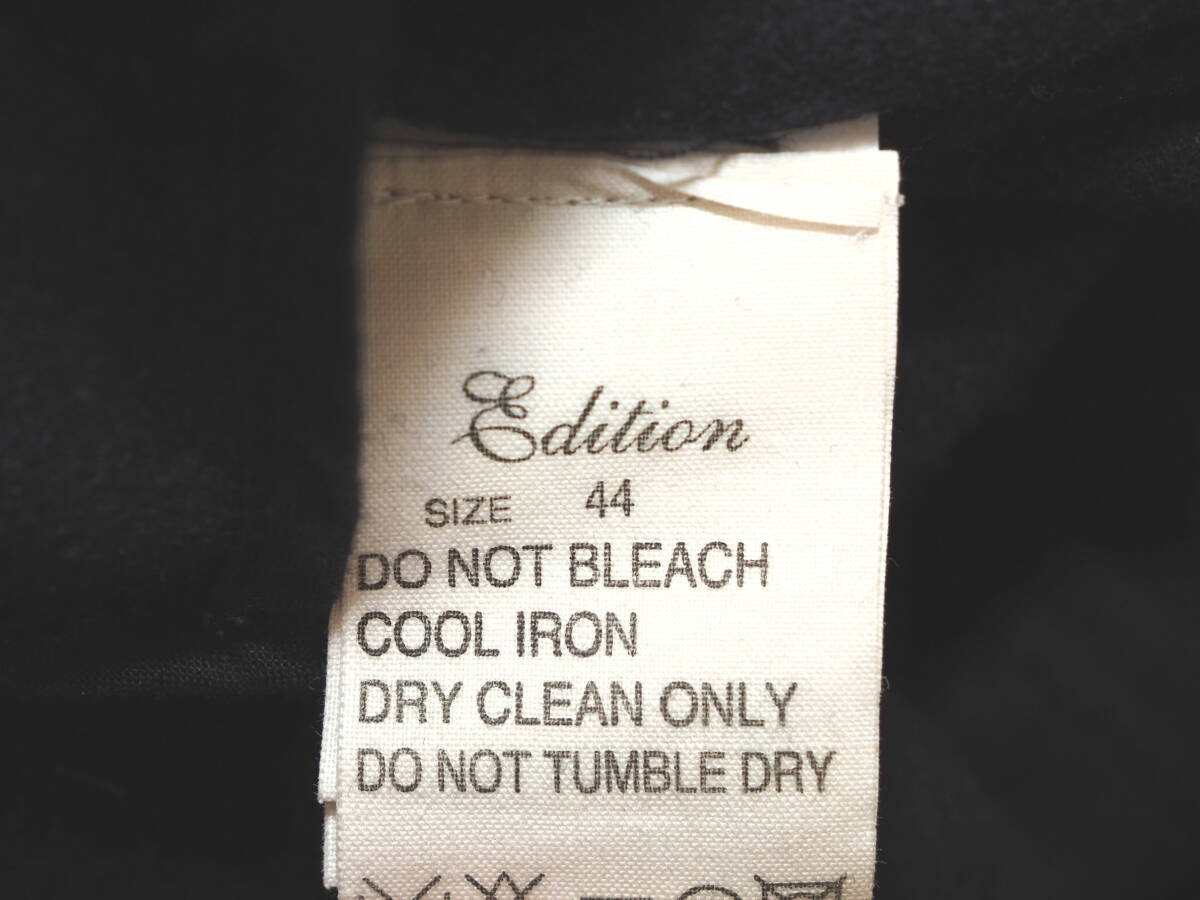 Edition
SIZE 44
DO NOT BLEACH
COOL IRON
DRY CLEAN ONLY
DO NOT TUMBLE DRY